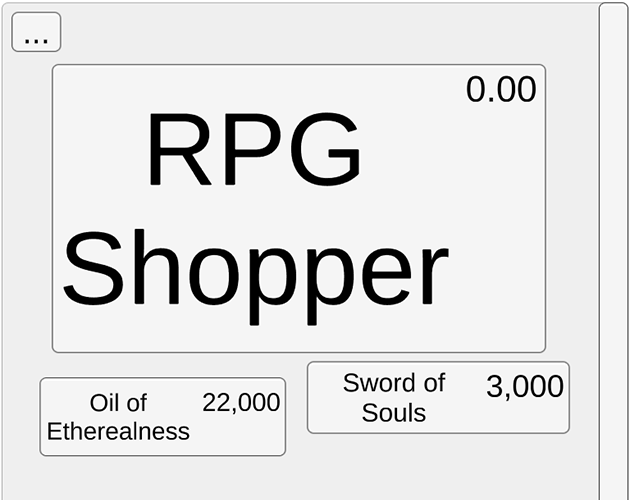 ...
0.00
RPG
Shopper
Oil of
Etherealness
22,000
Sword of
Souls
3,000